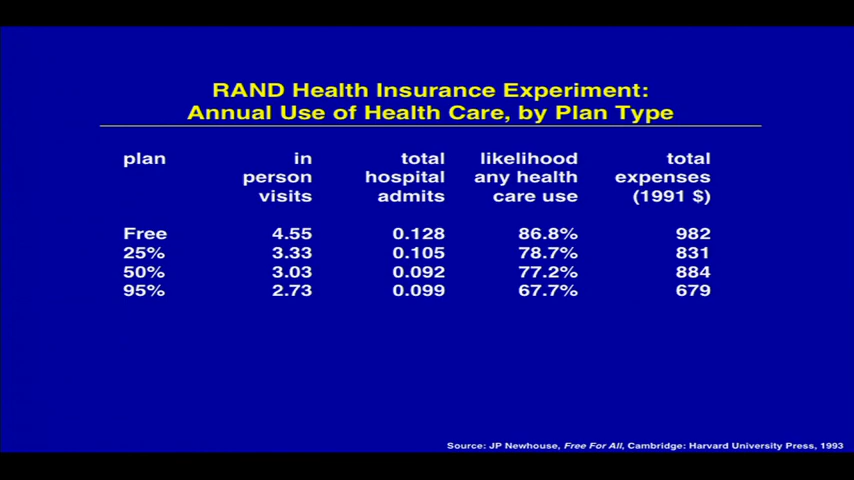 RAND Health Insurance Experiment:
Annual Use of Health Care, by Plan Type
plan in total likelihood total
person hospital any health expenses
visits admits care use (1991 $)
Free 4.55 0.128 86.8% 982
25% 3.33 0.105 78.7% 831
50% 3.03 0.092 77.2% 884
95% 2.73 0.099 67.7% 679
Source: JP Newhouse, Free For All, Cambridge: Harvard University Press, 1993